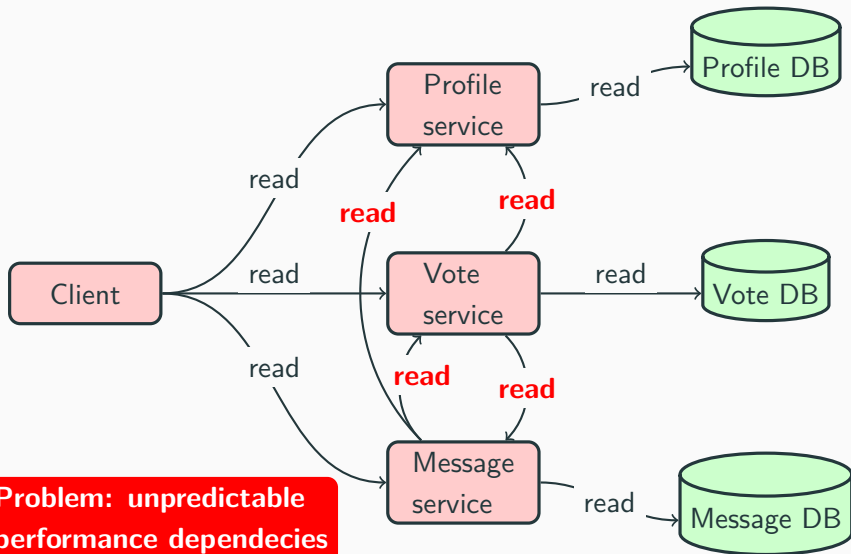 Profile DB
Profile
service
read
read
read
read
Client
read
Vote
service
read
Vote DB
read
read
read
Message
service
read
Message DB
Problem: unpredictable
performance dependecies